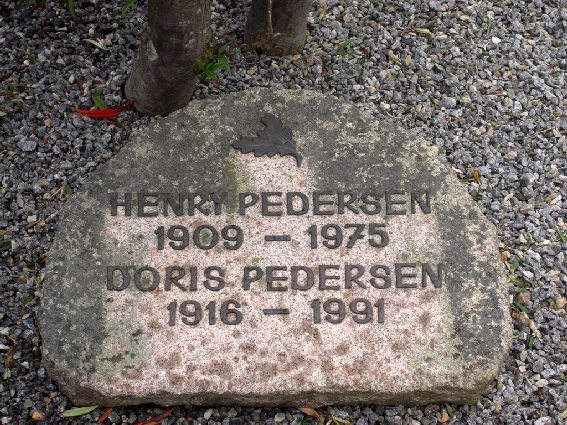 HENRY PEDERSEN
1909 – 1975
DORIS PEDERSEN
1916 – 1991